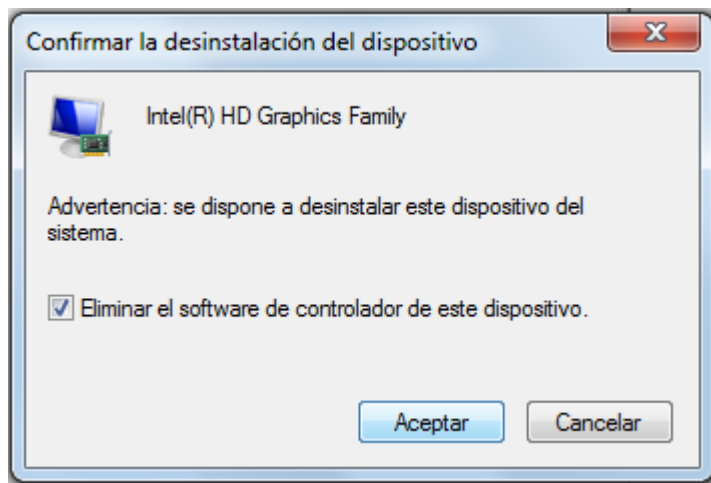 Confirmar la desinstalación del dispositivo
Intel(R) HD Graphics Family
Advertencia: se dispone a desinstalar este dispositivo del
sistema.
Eliminar el software de controlador de este dispositivo.
Aceptar Cancelar